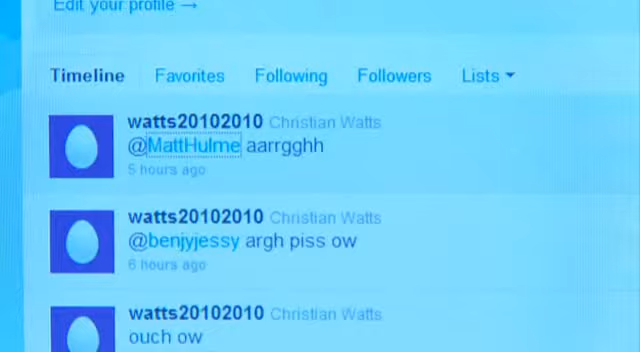 Edit your profile →
Timeline Favorites Following Followers Lists
watts20102010 Christian Watts
@MattHulme aarrgghh
5 hours ago
watts20102010 Christian Watts
@benjyjessy argh piss ow
6 hours ago
watts20102010 Christian Watts
ouch ow